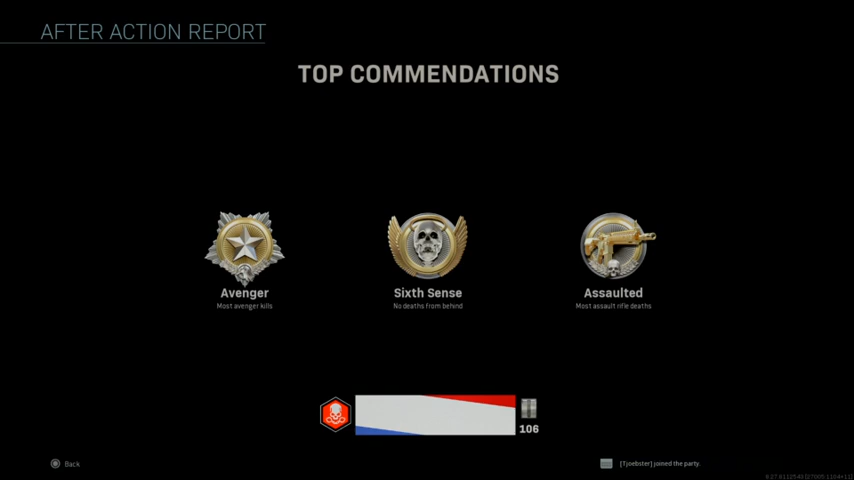 AFTER ACTION REPORT
TOP COMMENDATIONS
Avenger
Most avenger kills
Sixth Sense
No deaths from behind
Assaulted
Most assault rifle deaths
106
Back
[Tjoebster] joined the party.